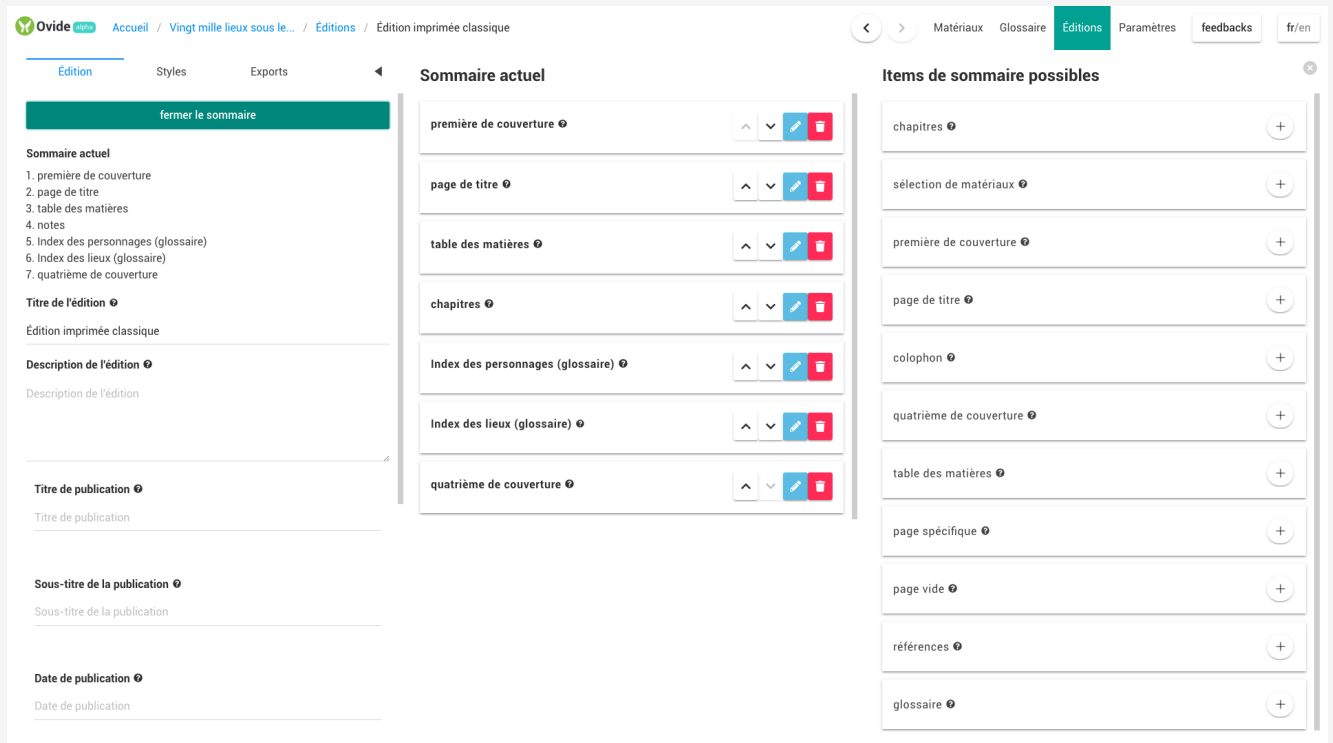 Ovide alpha Accueil / Vingt mille lieux sous le... / Éditions / Édition imprimée classique Matériaux Glossaire Éditions Paramètres feedbacks fr/en
Édition Styles Exports
fermer le sommaire
Sommaire actuel
1. première de couverture
2. page de titre
3. table des matières
4. notes
5. Index des personnages (glossaire)
6. Index des lieux (glossaire)
7. quatrième de couverture
Titre de l'édition
Édition imprimée classique
Description de l'édition
Description de l'édition
Titre de publication
Titre de publication
Sous-titre de la publication
Sous-titre de la publication
Date de publication
Date de publication
Sommaire actuel
première de couverture
page de titre
table des matières
chapitres
Index des personnages (glossaire)
Index des lieux (glossaire)
quatrième de couverture
Items de sommaire possibles
chapitres
sélection de matériaux
première de couverture
page de titre
colophon
quatrième de couverture
table des matières
page spécifique
page vide
références
glossaire